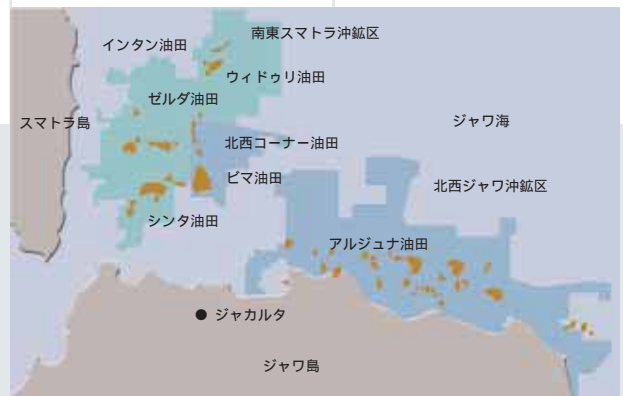 南東スマトラ沖鉱区
インタン油田
ウィドゥリ油田
ゼルダ油田
スマトラ島
ジャワ海
北西コーナー油田
ビマ油田
北西ジャワ沖鉱区
シンタ油田
アルジュナ油田
ジャカルタ
ジャワ島